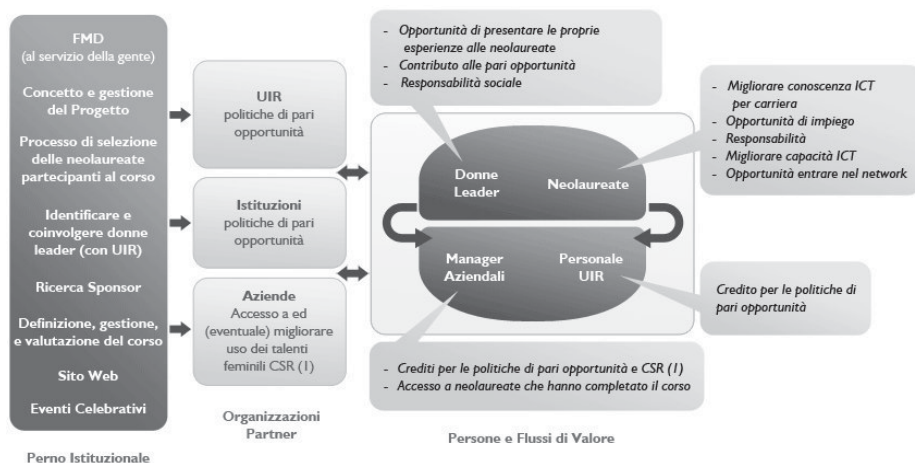 FMD
(al servizio della gente)
Concetto e gestione
del Progetto
Processo di selezione
delle neolaureate
partecipanti al corso
Identificare e
coinvolgere donne
leader (con UIR)
Ricerca Sponsor
Definizione, gestione,
e valutazione del corso
Sito Web
Eventi Celebrativi
Perno Istituzionale
UIR
politiche di pari
opportunità
Istituzioni
politiche di pari
opportunità
Aziende
Accesso a ed
(eventuale) migliorare
uso dei talenti
feminili CSR (1)
Organizzazioni
Partner
- Opportunità di presentare le proprie
esperienze alle neolaureate
- Contributo alle pari opportunità
- Responsabilità sociale
- Migliorare conoscenza ICT
per carriera
- Opportunità di impiego
- Responsabilità
- Migliorare capacità ICT
- Opportunità entrare nel network
Donne
Leader
Neolaureate
Manager
Aziendali
Personale
UIR
Credito per le politiche di
pari opportunità
- Crediti per le politiche di pari opportunità e CSR (1)
- Accesso a neolaureate che hanno completato il corso
Persone e Flussi di Valore